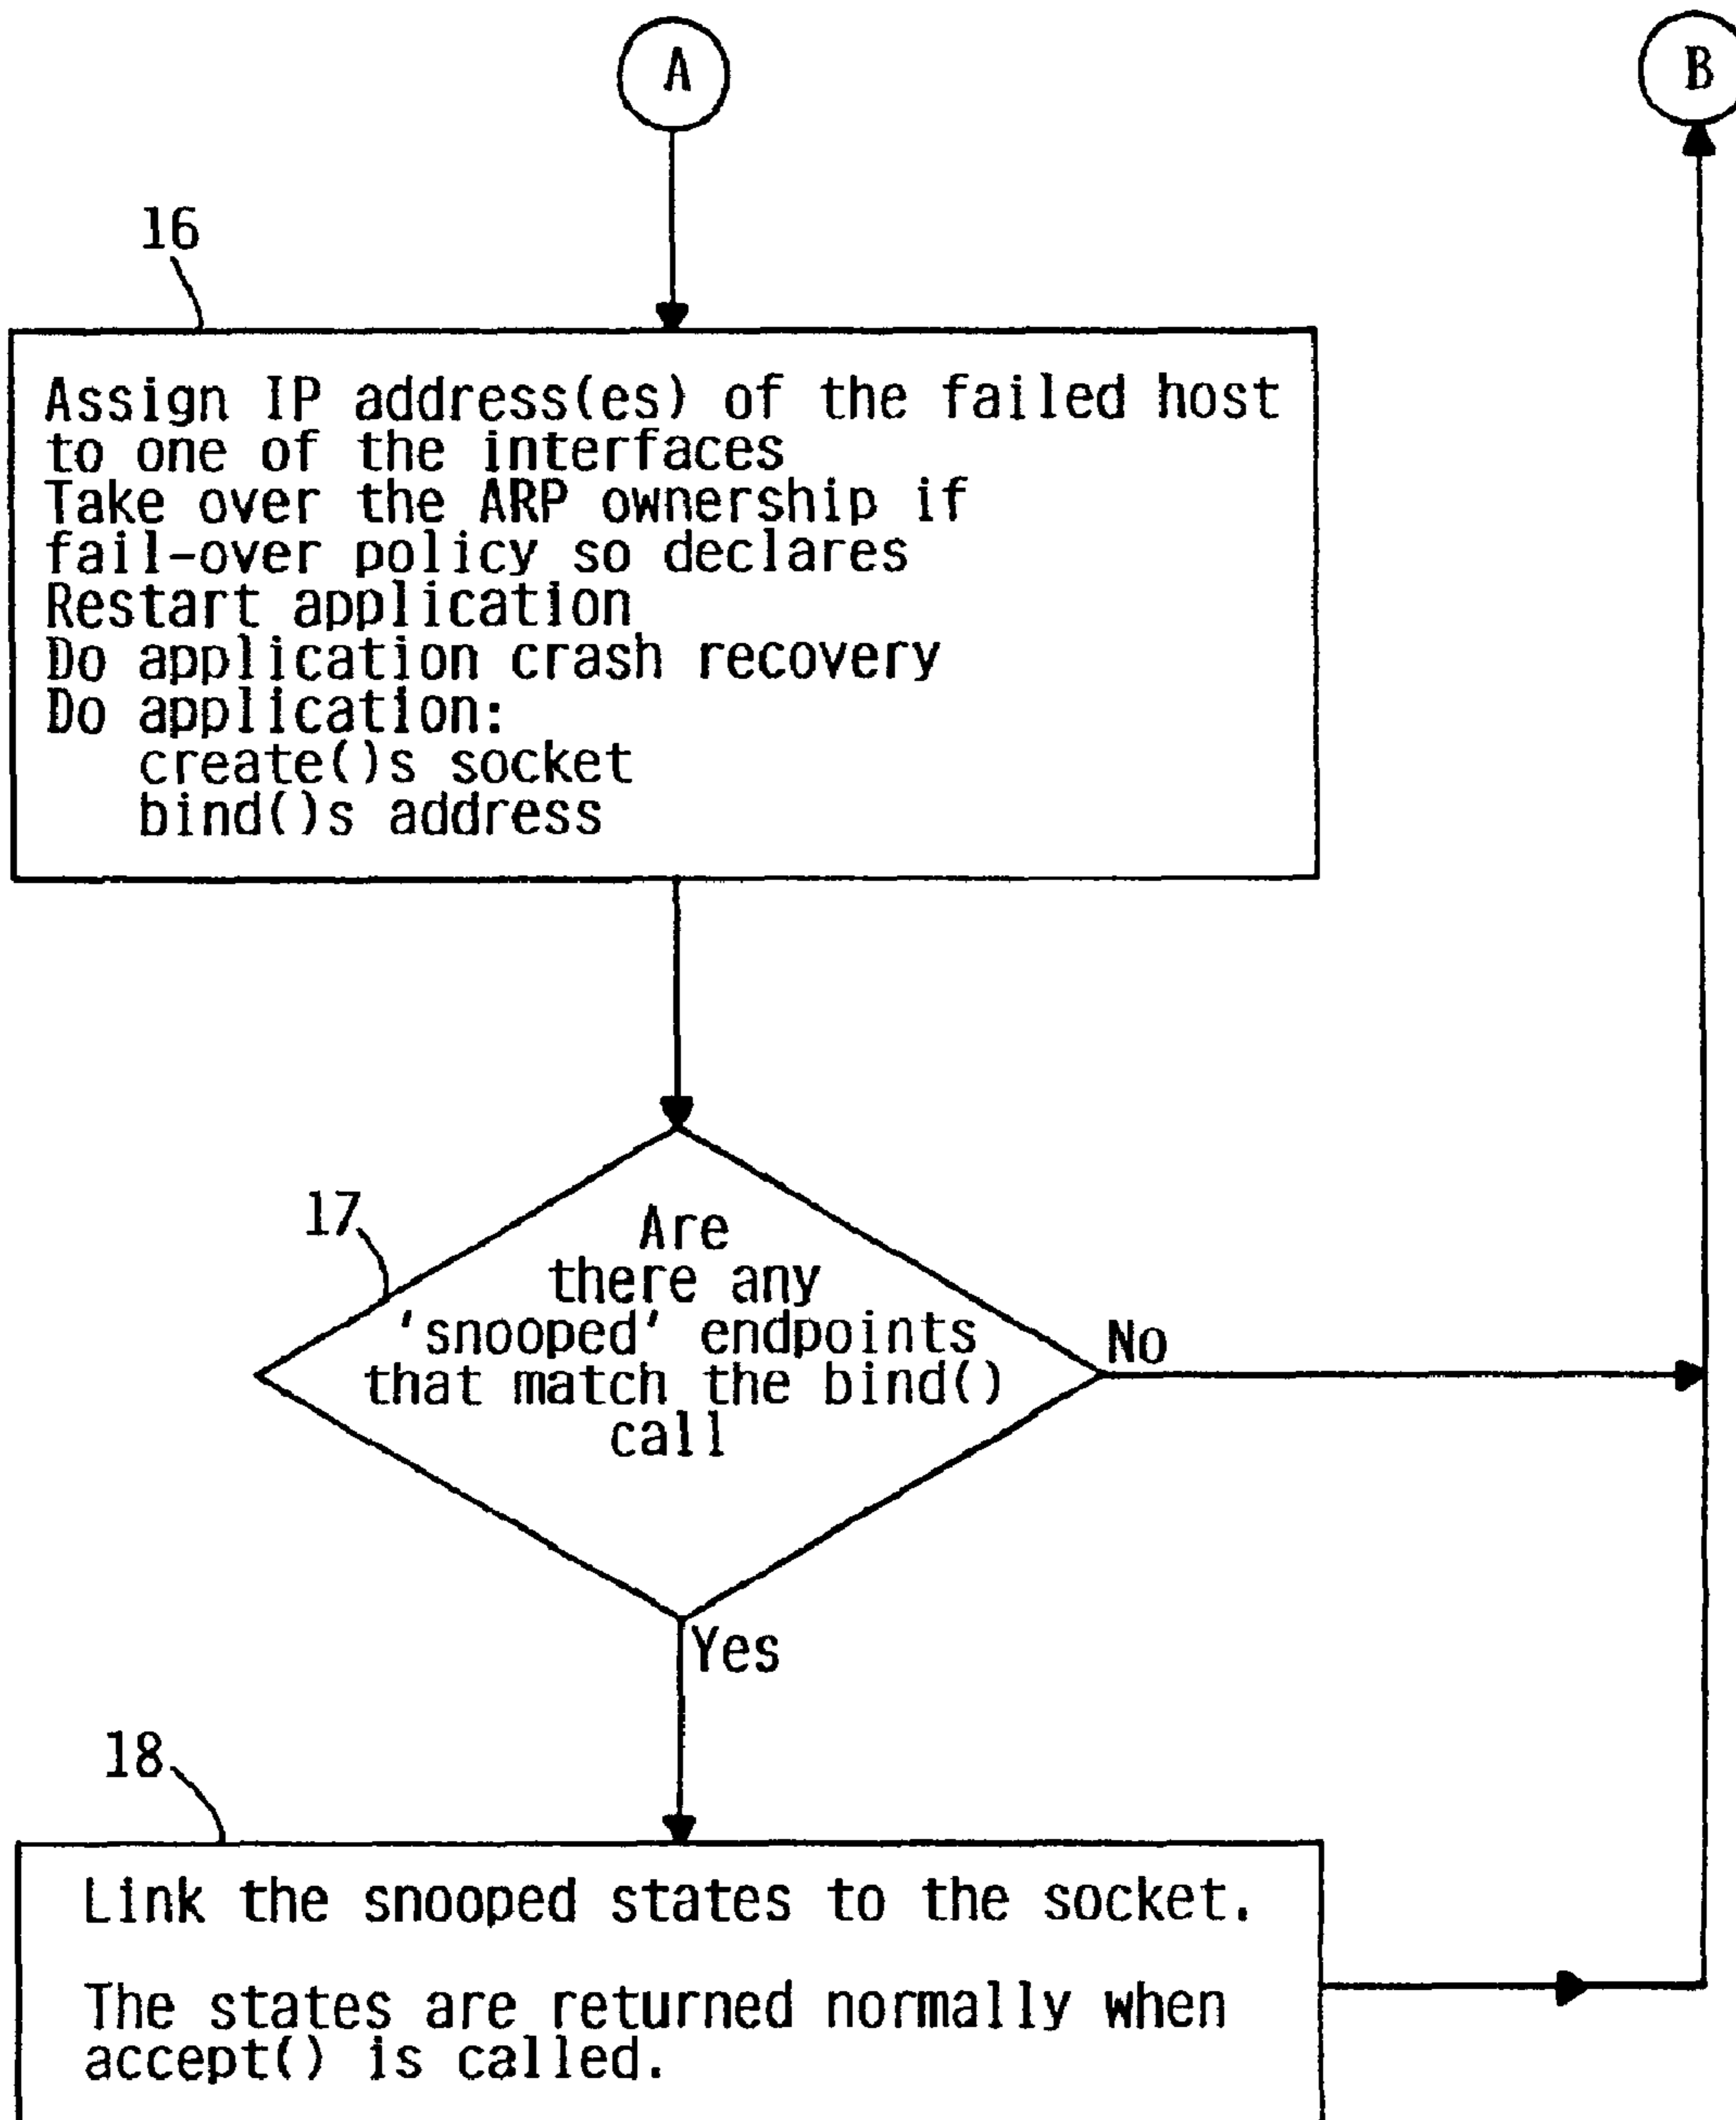 A
B
16
Assign IP address(es) of the failed host
to one of the interfaces
Take over the ARP ownership if
fail-over policy so declares
Restart application
Do application crash recovery
Do application:
create()s socket
bind()s address
17
Are
there any
'snooped' endpoints
that match the bind()
call
No
Yes
18
Link the snooped states to the socket.
The states are returned normally when
accept() is called.